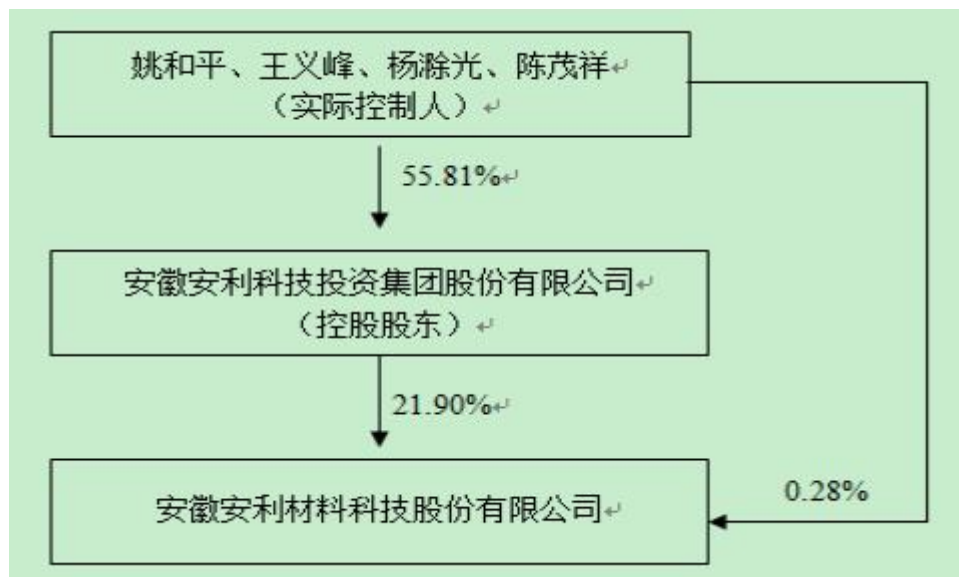 姚和平、王义峰、杨滁光、陈茂祥
（实际控制人）
55.81%
安徽安利科技投资集团股份有限公司
（控股股东）
21.90%
安徽安利材料科技股份有限公司
0.28%